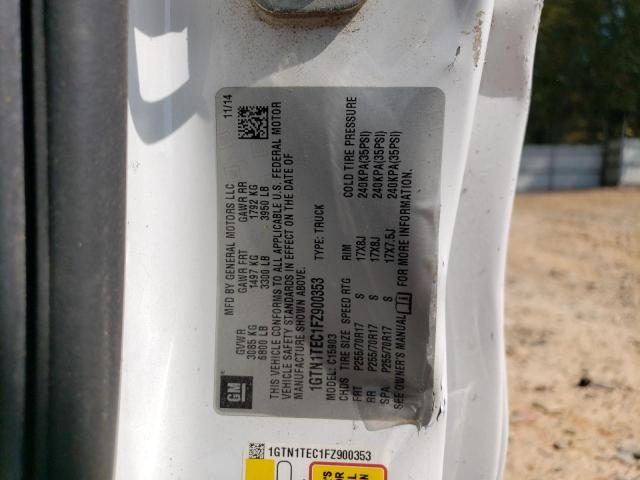 GM
MFD BY GENERAL MOTORS LLC
11/14
GVWR GAWR FRT GAWR RR
3085 KG 1497 KG 1792 KG
6800 LB 3300 LB 3950 LB
THIS VEHICLE CONFORMS TO ALL APPLICABLE U.S. FEDERAL MOTOR
VEHICLE SAFETY STANDARDS IN EFFECT ON THE DATE OF
MANUFACTURE SHOWN ABOVE.
1GTN1TEC1FZ900353 TYPE: TRUCK
MODEL: C15903
CHDS TIRE SIZE SPEED RTG RIM COLD TIRE PRESSURE
FRT P255/70R17 S 17X8J 240KPA(35PSI)
RR P255/70R17 S 17X8J 240KPA(35PSI)
SPA P255/70R17 S 17X7.5J 240KPA(35PSI)
SEE OWNER'S MANUAL FOR MORE INFORMATION.
1GTN1TEC1FZ900353